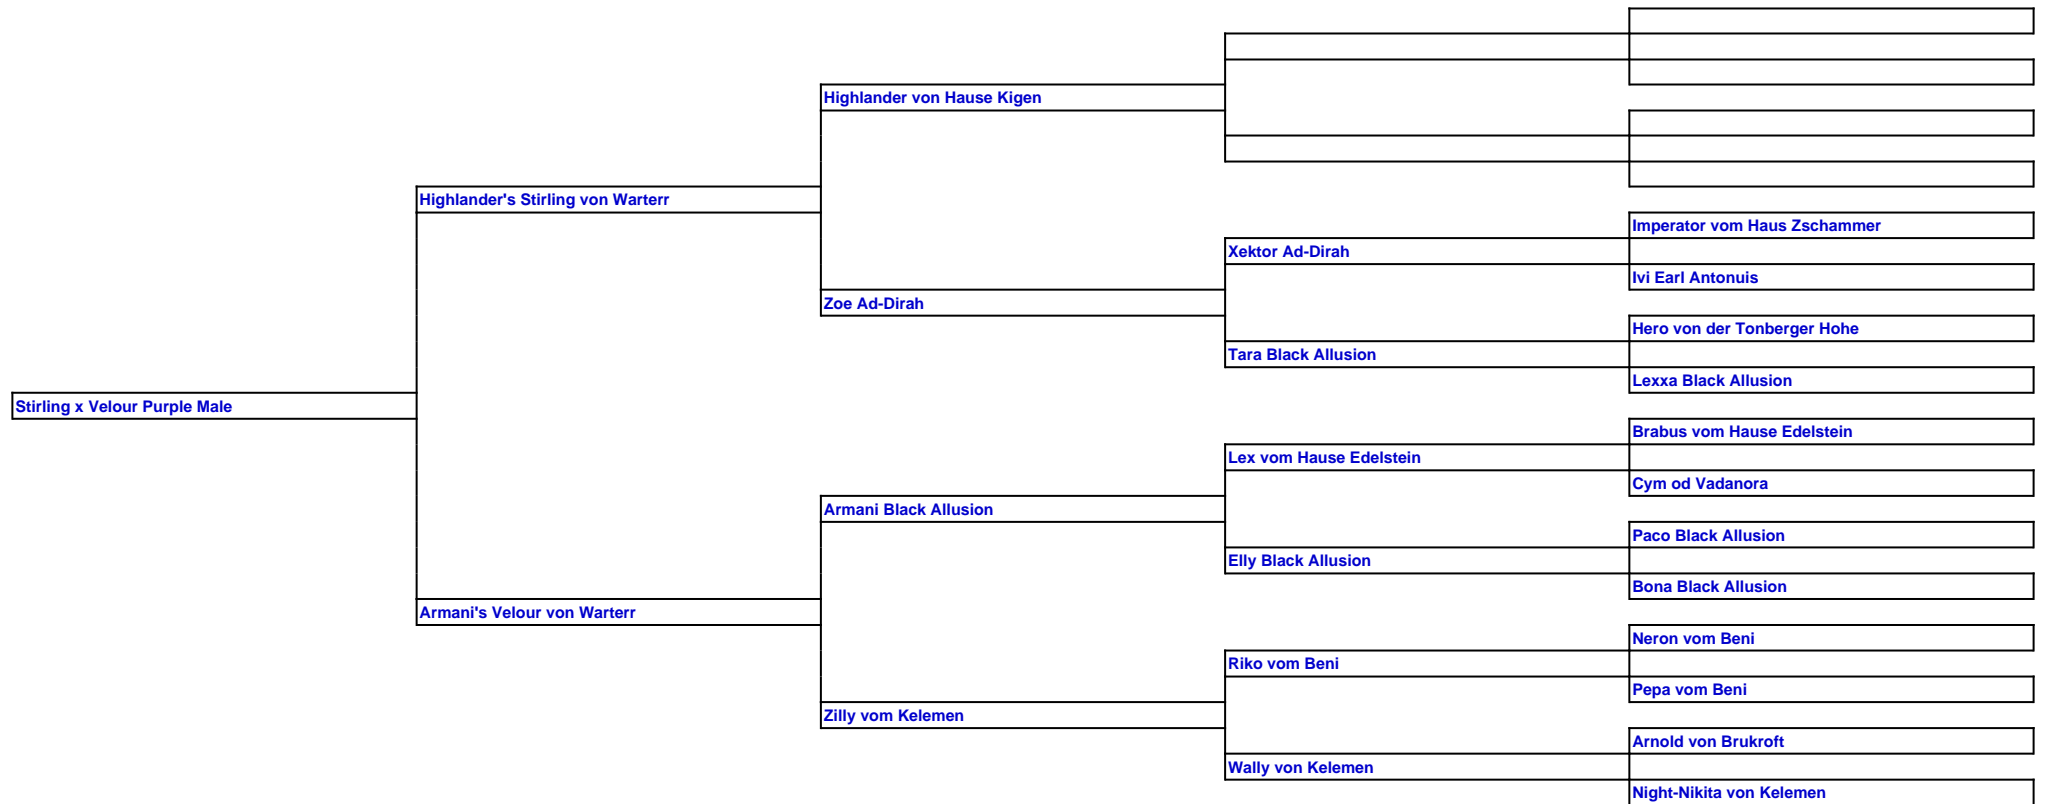 Highlander von Hause Kigen
Highlander's Stirling von Warterr
Imperator vom Haus Zschammer
Xektor Ad-Dirah
Ivi Earl Antonuis
Zoe Ad-Dirah
Hero von der Tonberger Hohe
Tara Black Allusion
Lexxa Black Allusion
Stirling x Velour Purple Male
Brabus vom Hause Edelstein
Lex vom Hause Edelstein
Cym od Vadanora
Armani Black Allusion
Paco Black Allusion
Elly Black Allusion
Bona Black Allusion
Armani's Velour von Warterr
Neron vom Beni
Riko vom Beni
Pepa vom Beni
Zilly vom Kelemen
Arnold von Brukroft
Wally von Kelemen
Night-Nikita von Kelemen